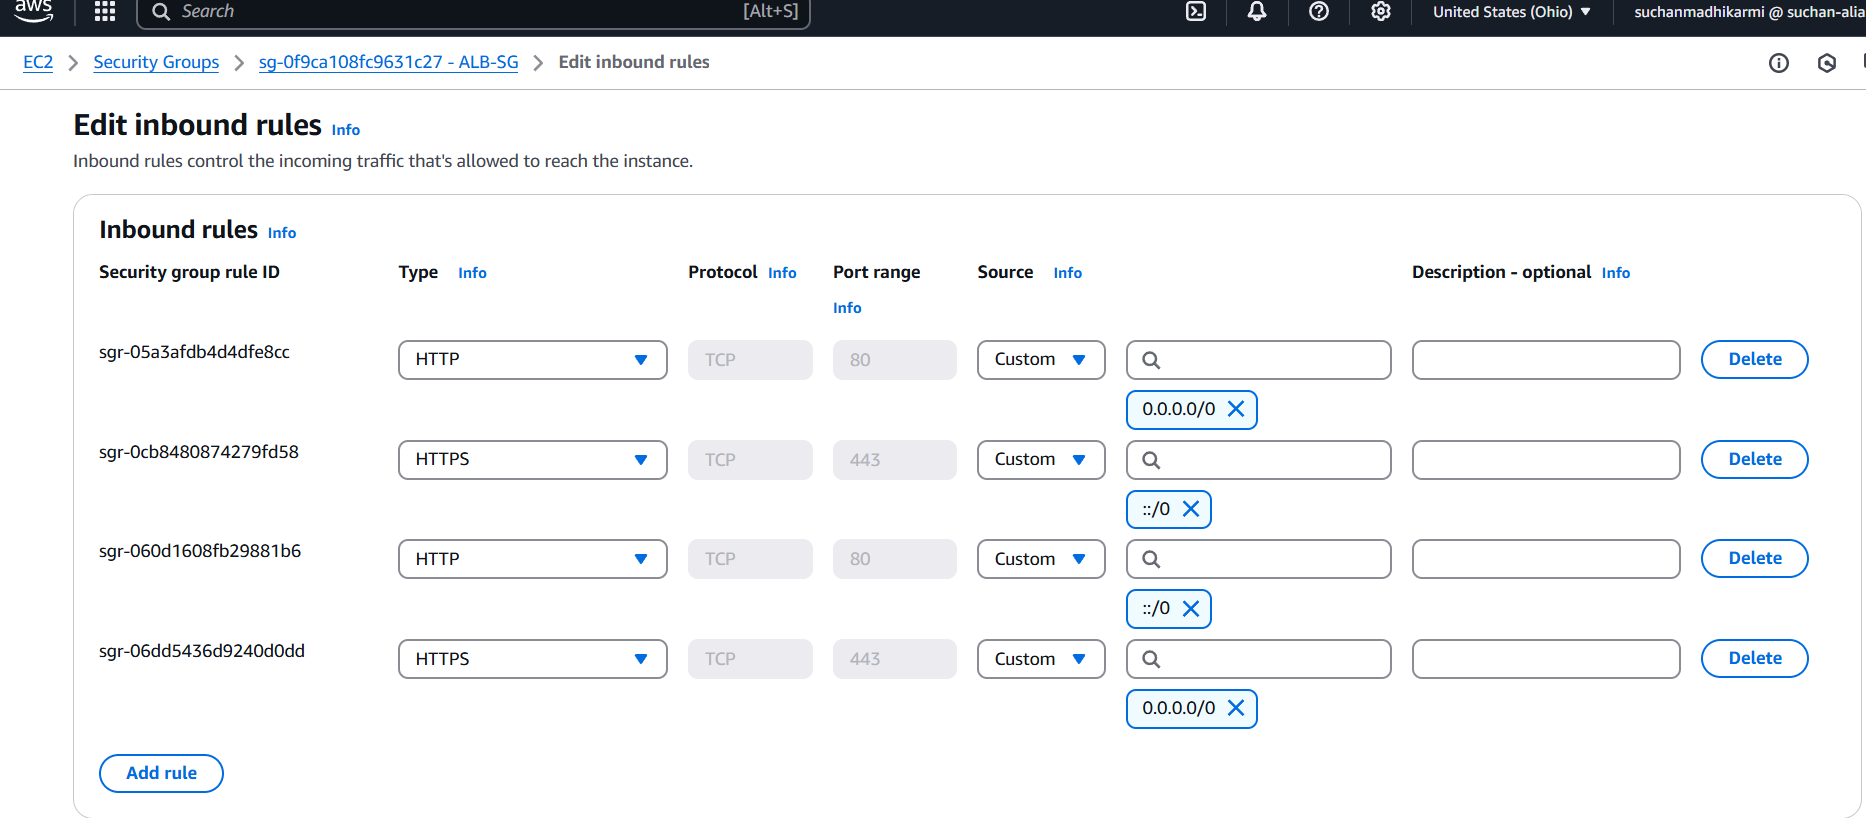 aws
Search [Alt+S]
United States (Ohio)
suchanmadhikarmi @ suchan-alia
EC2 > Security Groups > sg-0f9ca108fc9631c27 - ALB-SG > Edit inbound rules
Edit inbound rules Info
Inbound rules control the incoming traffic that's allowed to reach the instance.
Inbound rules Info
Security group rule ID Type Info Protocol Info Port range Info Source Info Description - optional Info
sgr-05a3afdb4d4dfe8cc HTTP TCP 80 Custom Delete
0.0.0.0/0
sgr-0cb8480874279fd58 HTTPS TCP 443 Custom Delete
::/0
sgr-060d1608fb29881b6 HTTP TCP 80 Custom Delete
::/0
sgr-06dd5436d9240d0dd HTTPS TCP 443 Custom Delete
0.0.0.0/0
Add rule